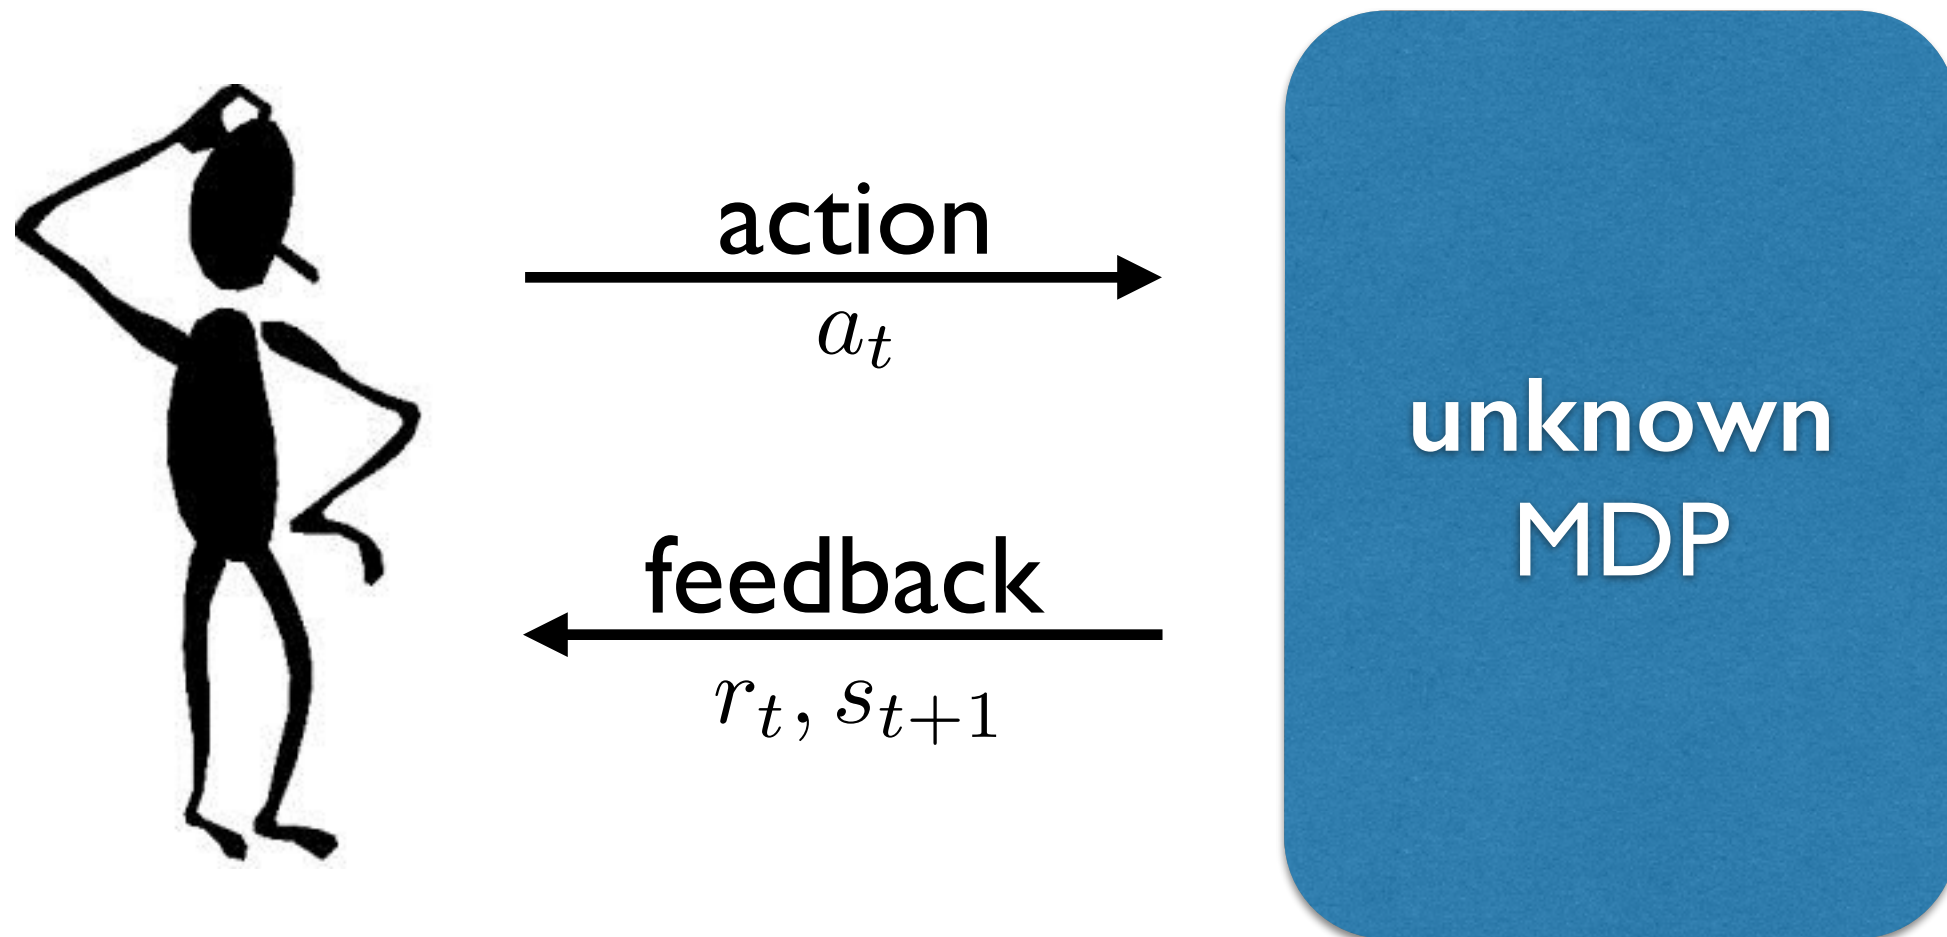 action
a_t
feedback
r_t, s_{t+1}
unknown
MDP